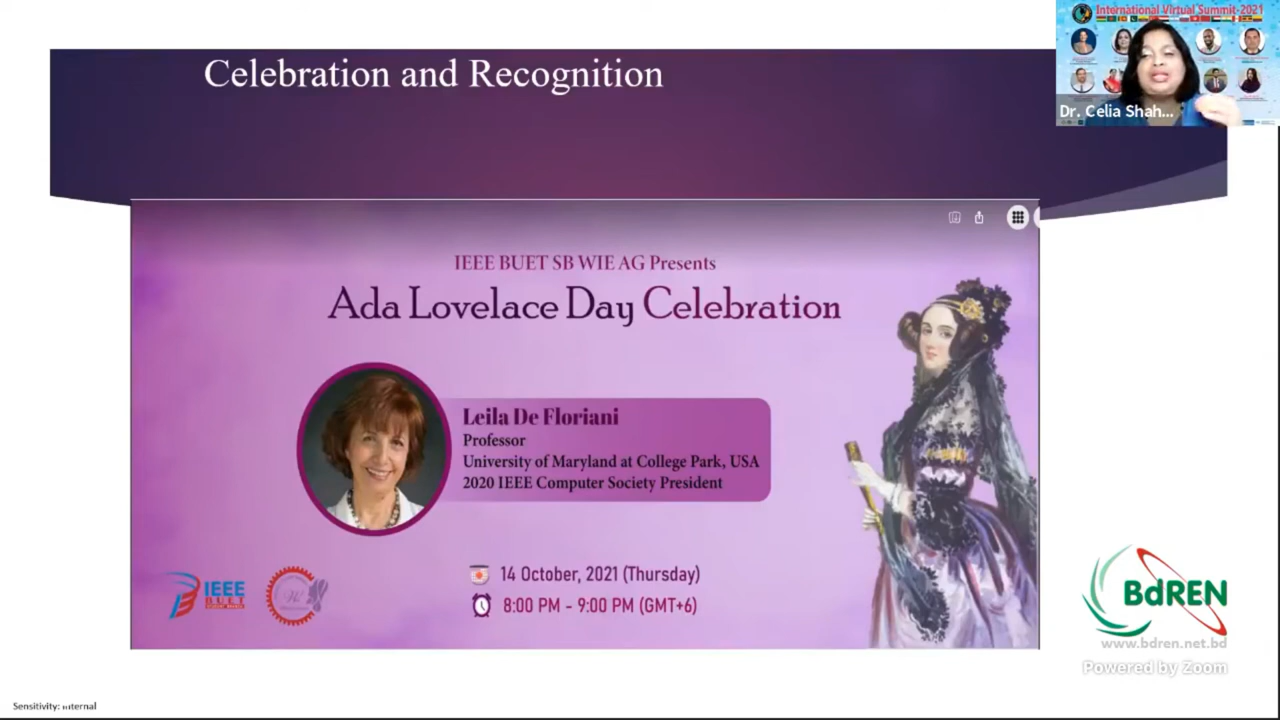 Celebration and Recognition
International Virtual Summit-2021
Dr. Celia Shah...
IEEE BUET SB WIE AG Presents
Ada Lovelace Day Celebration
Leila De Floriani
Professor
University of Maryland at College Park, USA
2020 IEEE Computer Society President
14 October, 2021 (Thursday)
8:00 PM - 9:00 PM (GMT+6)
IEEE
BUET
BdREN
www.bdren.net.bd
Powered by Zoom
Sensitivity: Internal